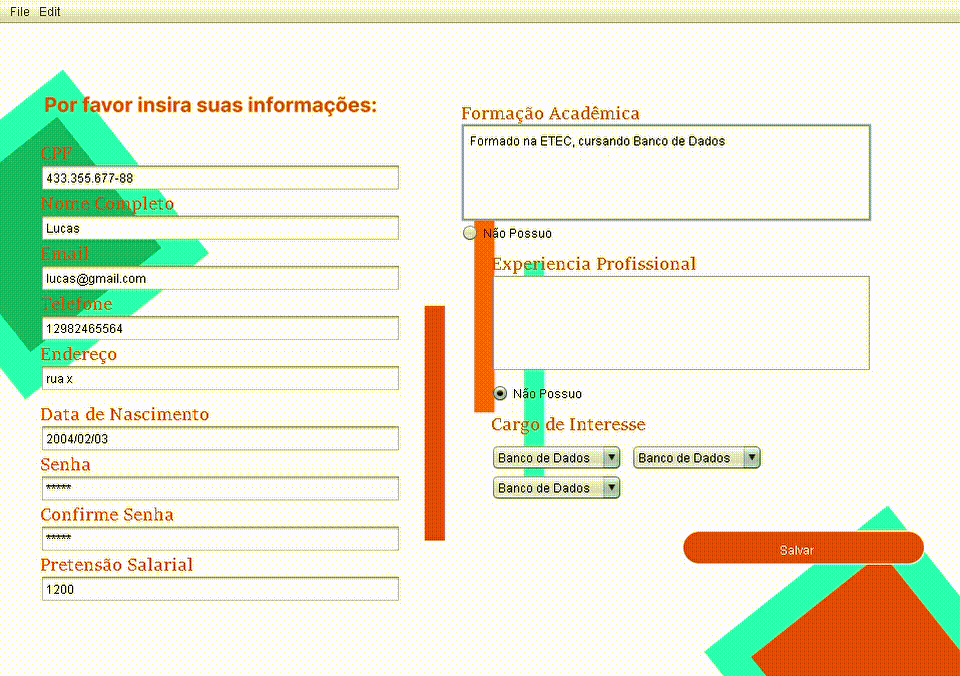 File Edit
Por favor insira suas informações:
CPF
433.355.677-88
Nome Completo
Lucas
Email
lucas@gmail.com
Telefone
12982465564
Endereço
rua x
Data de Nascimento
2004/02/03
Senha
*****
Confirme Senha
*****
Pretensão Salarial
1200
Formação Acadêmica
Formado na ETEC, cursando Banco de Dados
Não Possuo
Experiencia Profissional
Não Possuo
Cargo de Interesse
Banco de Dados Banco de Dados
Banco de Dados
Salvar